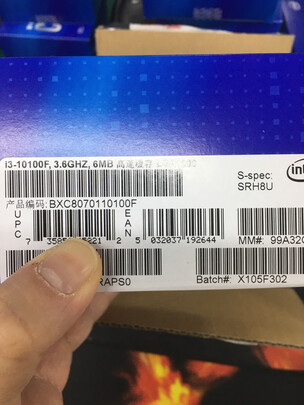 I3-10100F, 3.6GHZ, 6MB 高速缓存
S-spec:
SRH8U
产品编码: BXC8070110100F
UPC
EAN
5 032037 192644
MM#: 99A32
RAPS0
Batch#: X105F302